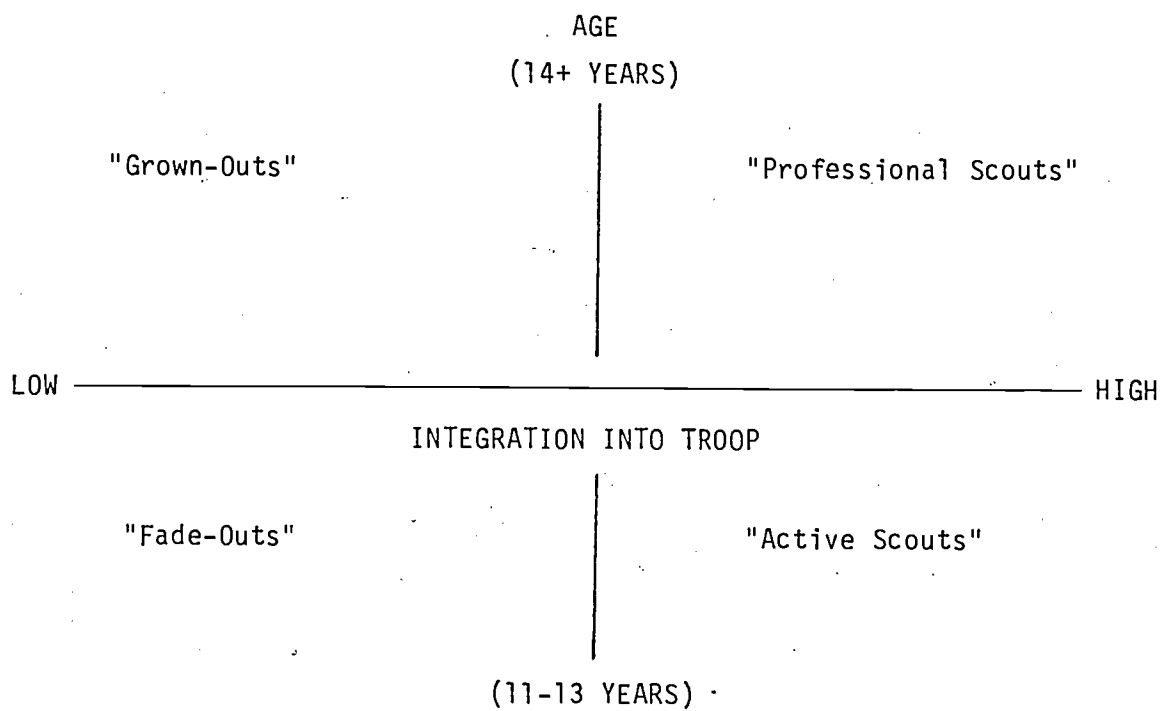 AGE
(14+ YEARS)
"Grown-Outs" "Professional Scouts"
LOW HIGH
INTEGRATION INTO TROOP
"Fade-Outs" "Active Scouts"
(11-13 YEARS)